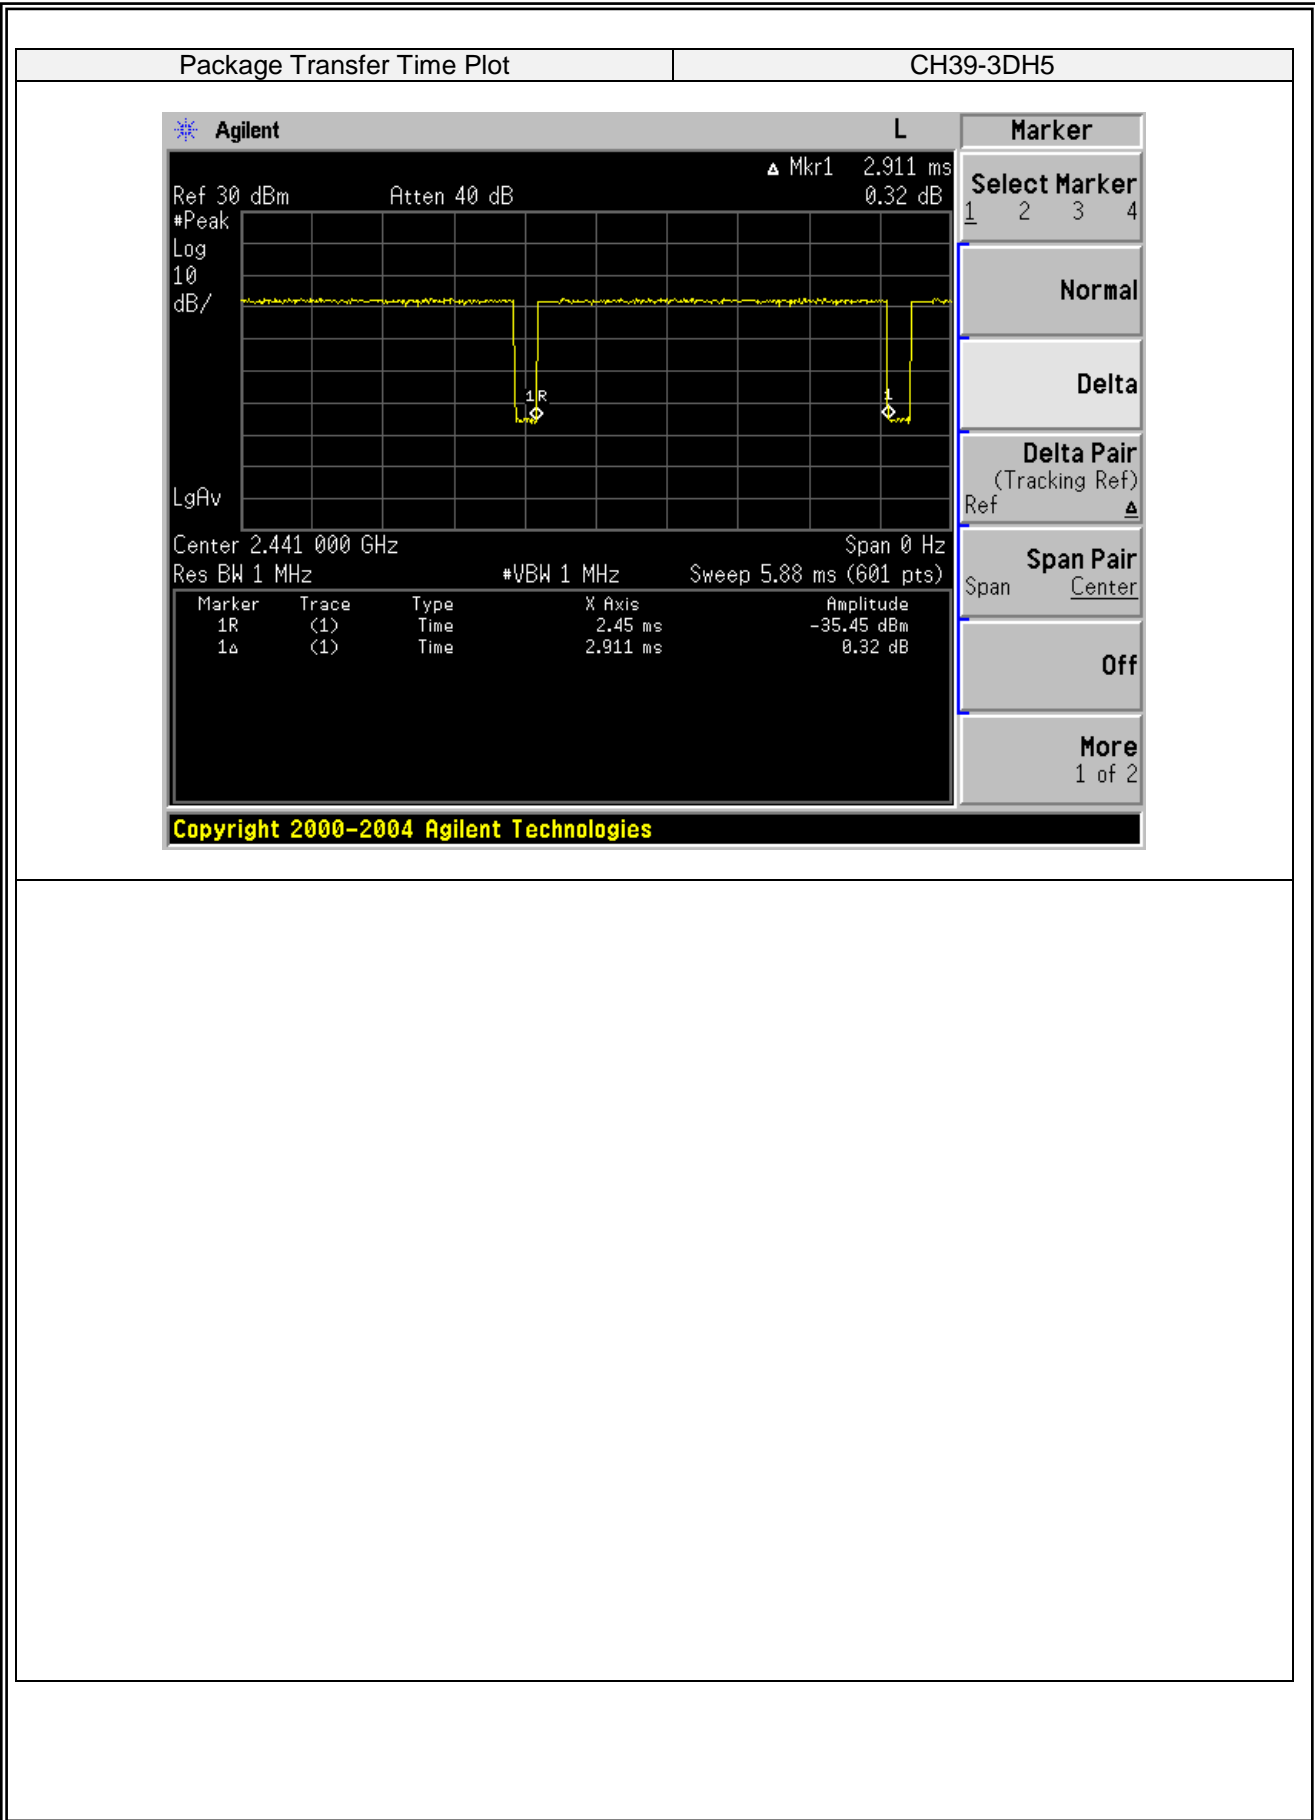 Package Transfer Time Plot CH39-3DH5
Agilent L Marker
Δ Mkr1 2.911 ms
Ref 30 dBm Atten 40 dB 0.32 dB
#Peak
Log
10
dB/
1R
1
LgAv
Center 2.441 000 GHz Span 0 Hz
Res BW 1 MHz #VBW 1 MHz Sweep 5.88 ms (601 pts)
Marker Trace Type X Axis Amplitude
1R (1) Time 2.45 ms -35.45 dBm
1Δ (1) Time 2.911 ms 0.32 dB
Select Marker
1 2 3 4
Normal
Delta
Delta Pair
(Tracking Ref)
Ref Δ
Span Pair
Span Center
Off
More
1 of 2
Copyright 2000-2004 Agilent Technologies